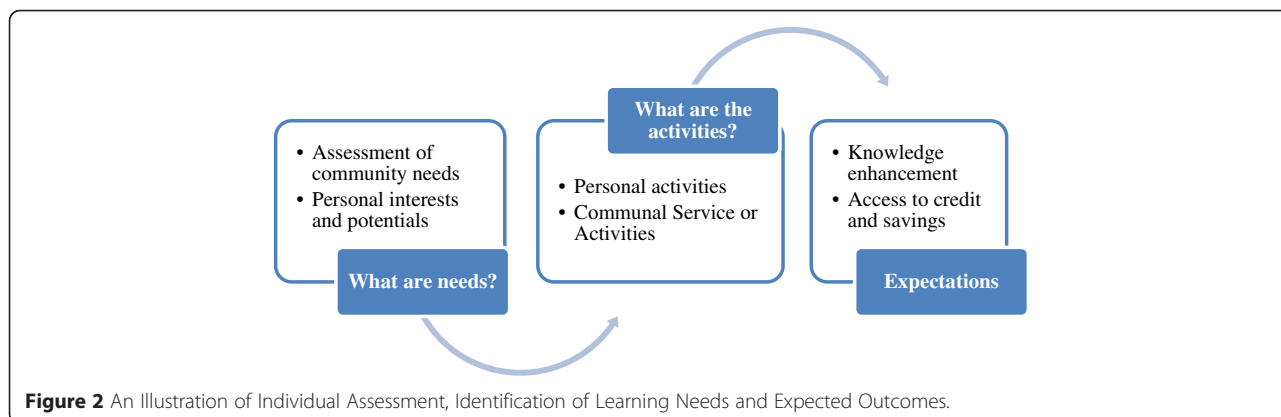 • Assessment of
community needs
• Personal interests
and potentials
What are needs?
What are the
activities?
• Personal activities
• Communal Service or
Activities
• Knowledge
enhancement
• Access to credit
and savings
Expectations
Figure 2 An Illustration of Individual Assessment, Identification of Learning Needs and Expected Outcomes.